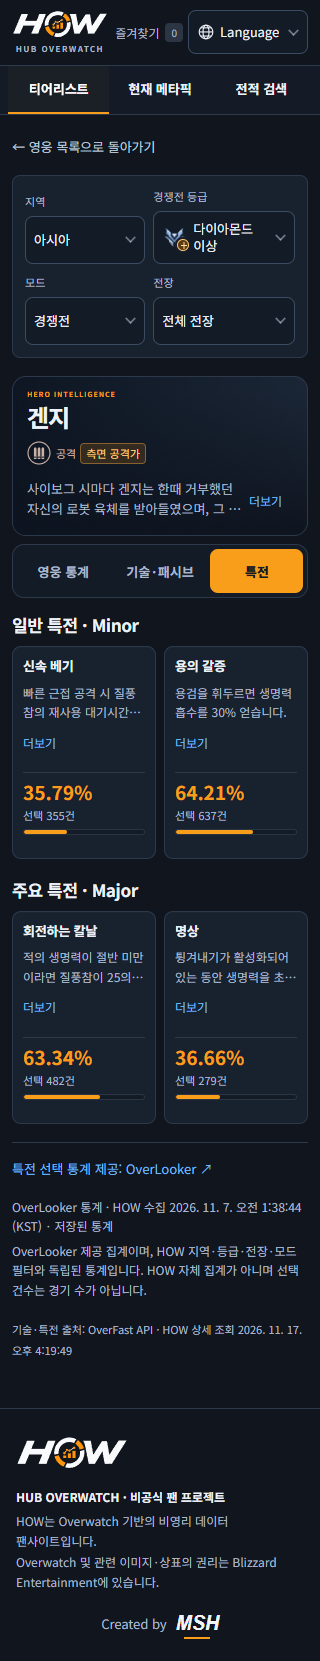 HOW
HUB OVERWATCH
즐겨찾기 0
Language
티어리스트
현재 메타픽
전적 검색
← 영웅 목록으로 돌아가기
지역
경쟁전 등급
아시아
다이아몬드
이상
모드
전장
경쟁전
전체 전장
HERO INTELLIGENCE
겐지
공격 측면 공격가
사이보그 시마다 겐지는 한때 거부했던
자신의 로봇 육체를 받아들였으며, 그 …
더보기
영웅 통계
기술·패시브
특전
일반 특전 · Minor
신속 베기
빠른 근접 공격 시 질풍
참의 재사용 대기시간…
더보기
35.79%
선택 355건
용의 갈증
용검을 휘두르면 생명력
흡수를 30% 얻습니다.
더보기
64.21%
선택 637건
주요 특전 · Major
회전하는 칼날
적의 생명력이 절반 미만
이라면 질풍참이 25의…
더보기
63.34%
선택 482건
명상
튕겨내기가 활성화되어
있는 동안 생명력을 초…
더보기
36.66%
선택 279건
특전 선택 통계 제공: OverLooker ↗
OverLooker 통계 · HOW 수집 2026. 11. 7. 오전 1:38:44
(KST) · 저장된 통계
OverLooker 제공 집계이며, HOW 지역·등급·전장·모드
필터와 독립된 통계입니다. HOW 자체 집계가 아니며 선택
건수는 경기 수가 아닙니다.
기술·특전 출처: OverFast API · HOW 상세 조회 2026. 11. 17.
오후 4:19:49
HOW
HUB OVERWATCH · 비공식 팬 프로젝트
HOW는 Overwatch 기반의 비영리 데이터
팬사이트입니다.
Overwatch 및 관련 이미지·상표의 권리는 Blizzard
Entertainment에 있습니다.
Created by MSH